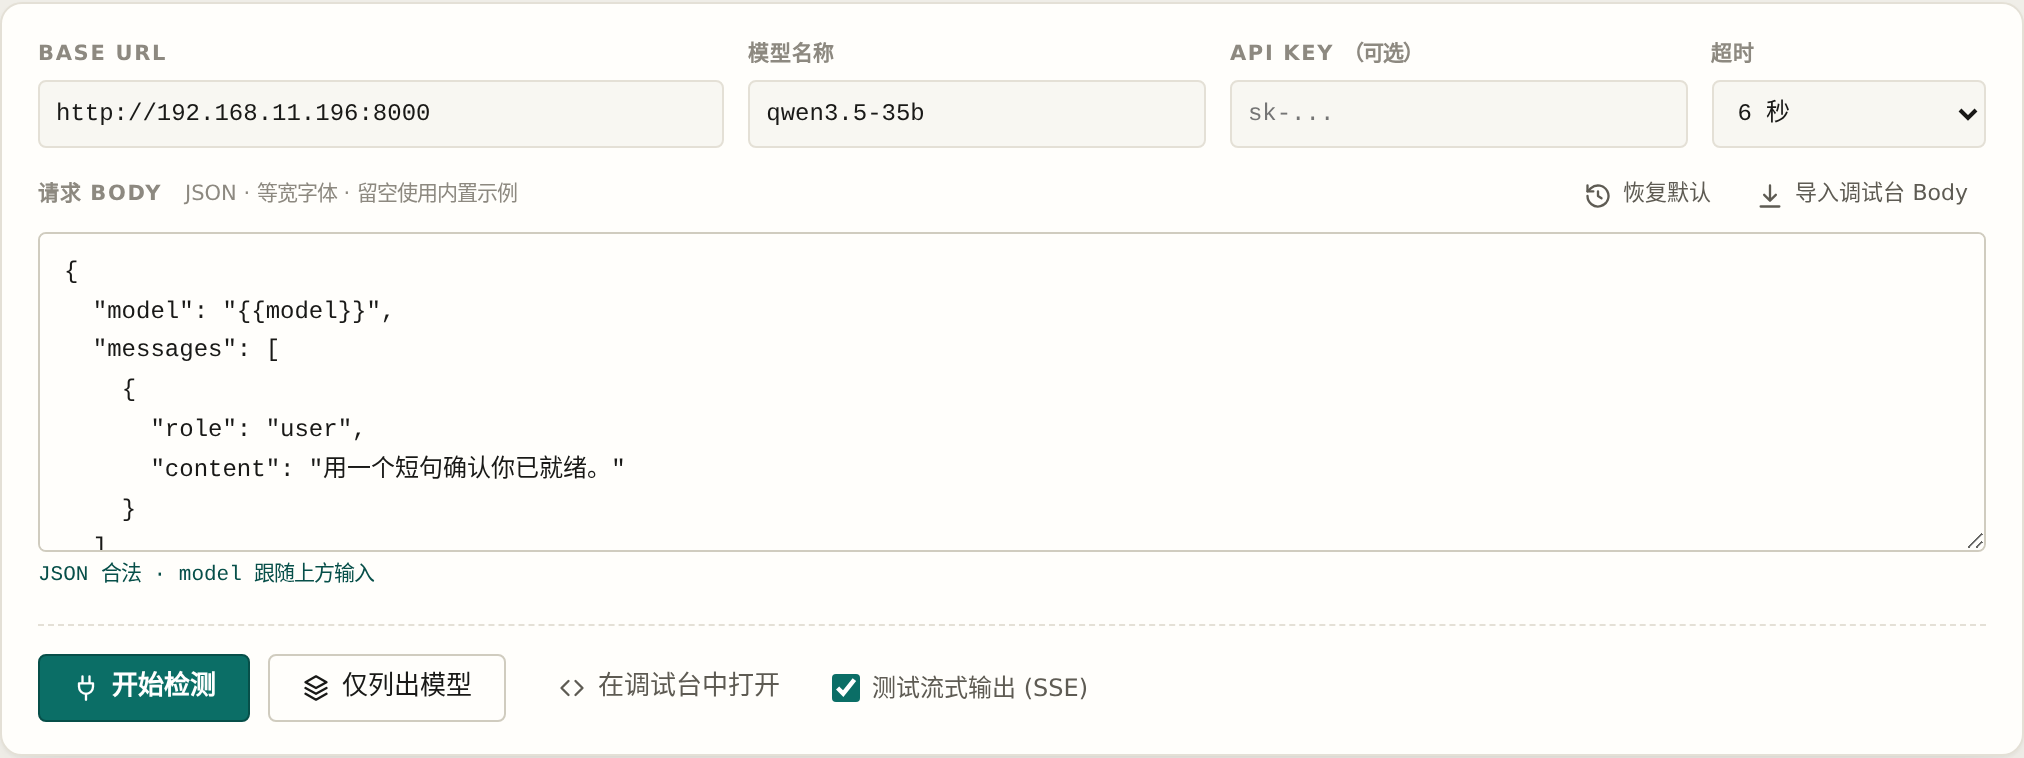 BASE URL 模型名称 API KEY （可选） 超时
http://192.168.11.196:8000 qwen3.5-35b sk-... 6 秒
请求 BODY JSON · 等宽字体 · 留空使用内置示例 恢复默认 导入调试台 Body
{
"model": "{{model}}",
"messages": [
{
"role": "user",
"content": "用一个短句确认你已就绪。"
}
]
JSON 合法 · model 跟随上方输入
开始检测 仅列出模型 <> 在调试台中打开 测试流式输出 (SSE)